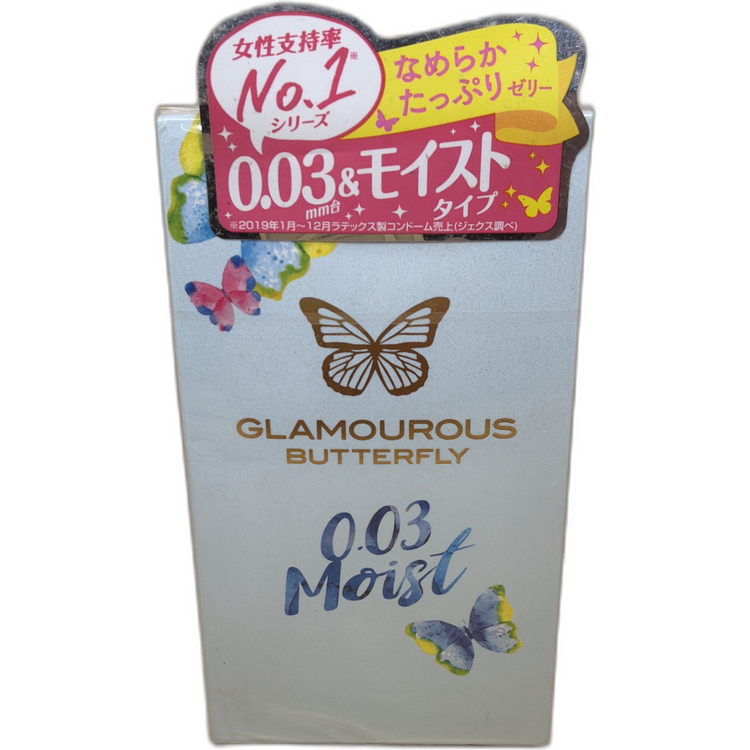 女性支持率
No.1※
シリーズ
なめらか
たっぷりゼリー
0.03&モイスト
mm台 タイプ
※2019年1月〜12月ラテックス製コンドーム売上(ジェクス調べ)
GLAMOUROUS
BUTTERFLY
0.03
Moist